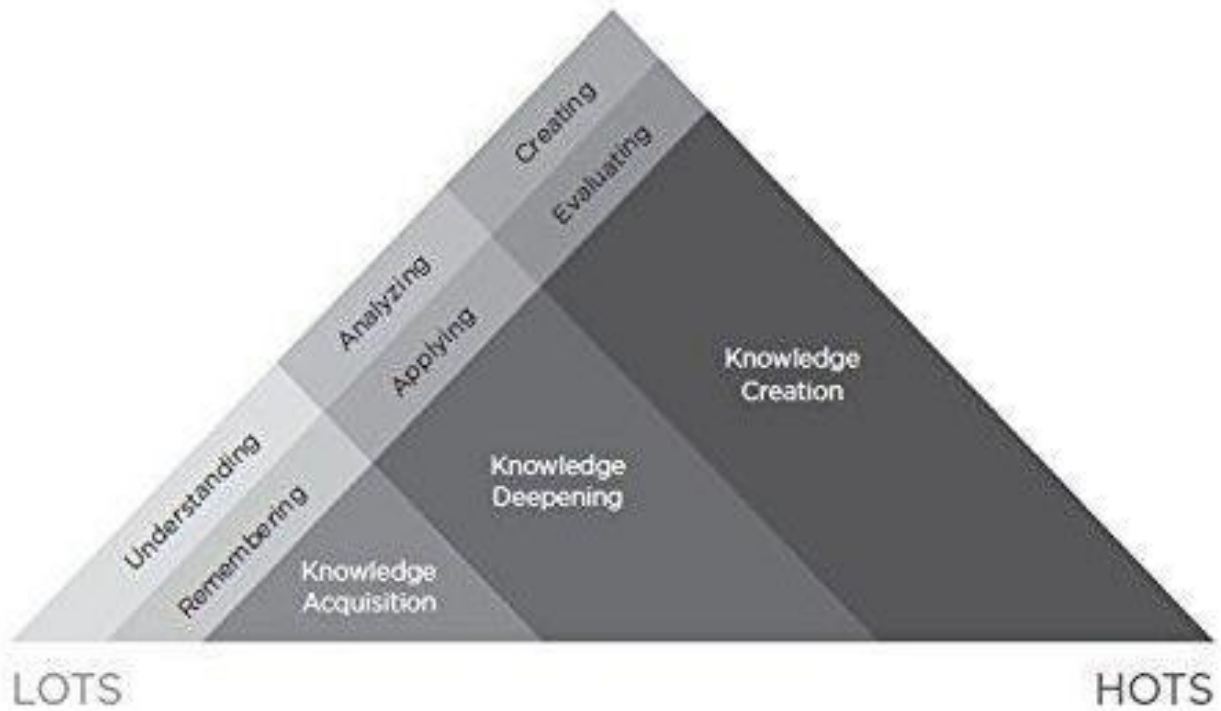 Creating
Evaluating
Analyzing
Applying
Understanding
Remembering
Knowledge
Creation
Knowledge
Deepening
Knowledge
Acquisition
LOTS
HOTS